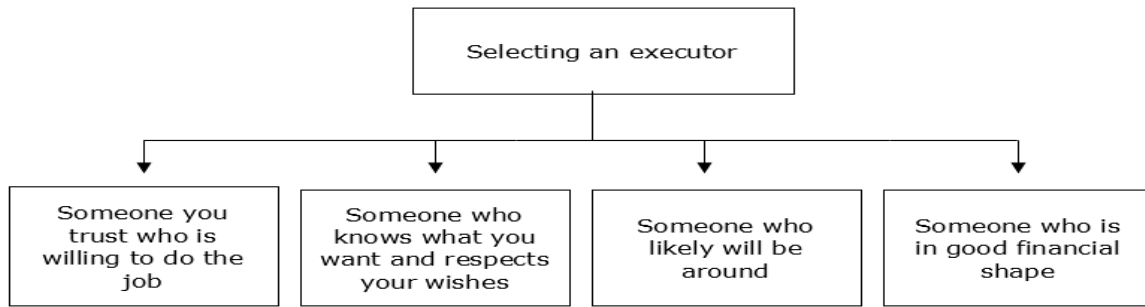 Selecting an executor
Someone you
trust who is
willing to do the
job
Someone who
knows what you
want and respects
your wishes
Someone who
likely will be
around
Someone who is
in good financial
shape